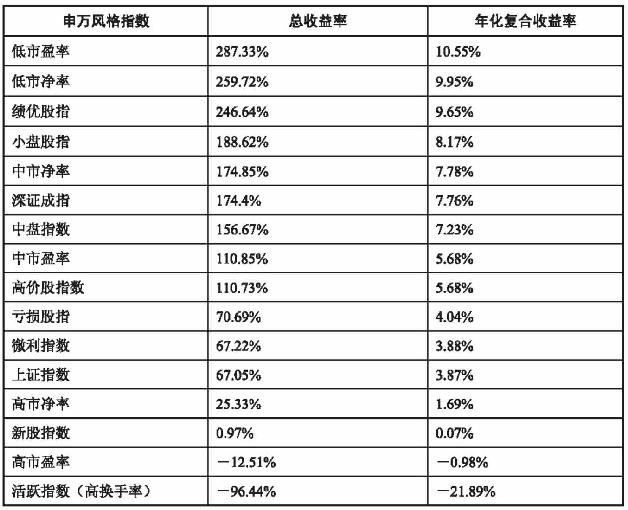 申万风格指数 总收益率 年化复合收益率
低市盈率 287.33% 10.55%
低市净率 259.72% 9.95%
绩优股指 246.64% 9.65%
小盘股指 188.62% 8.17%
中市净率 174.85% 7.78%
深证成指 174.4% 7.76%
中盘指数 156.67% 7.23%
中市盈率 110.85% 5.68%
高价股指数 110.73% 5.68%
亏损股指 70.69% 4.04%
微利指数 67.22% 3.88%
上证指数 67.05% 3.87%
高市净率 25.33% 1.69%
新股指数 0.97% 0.07%
高市盈率 －12.51% －0.98%
活跃指数（高换手率） －96.44% －21.89%